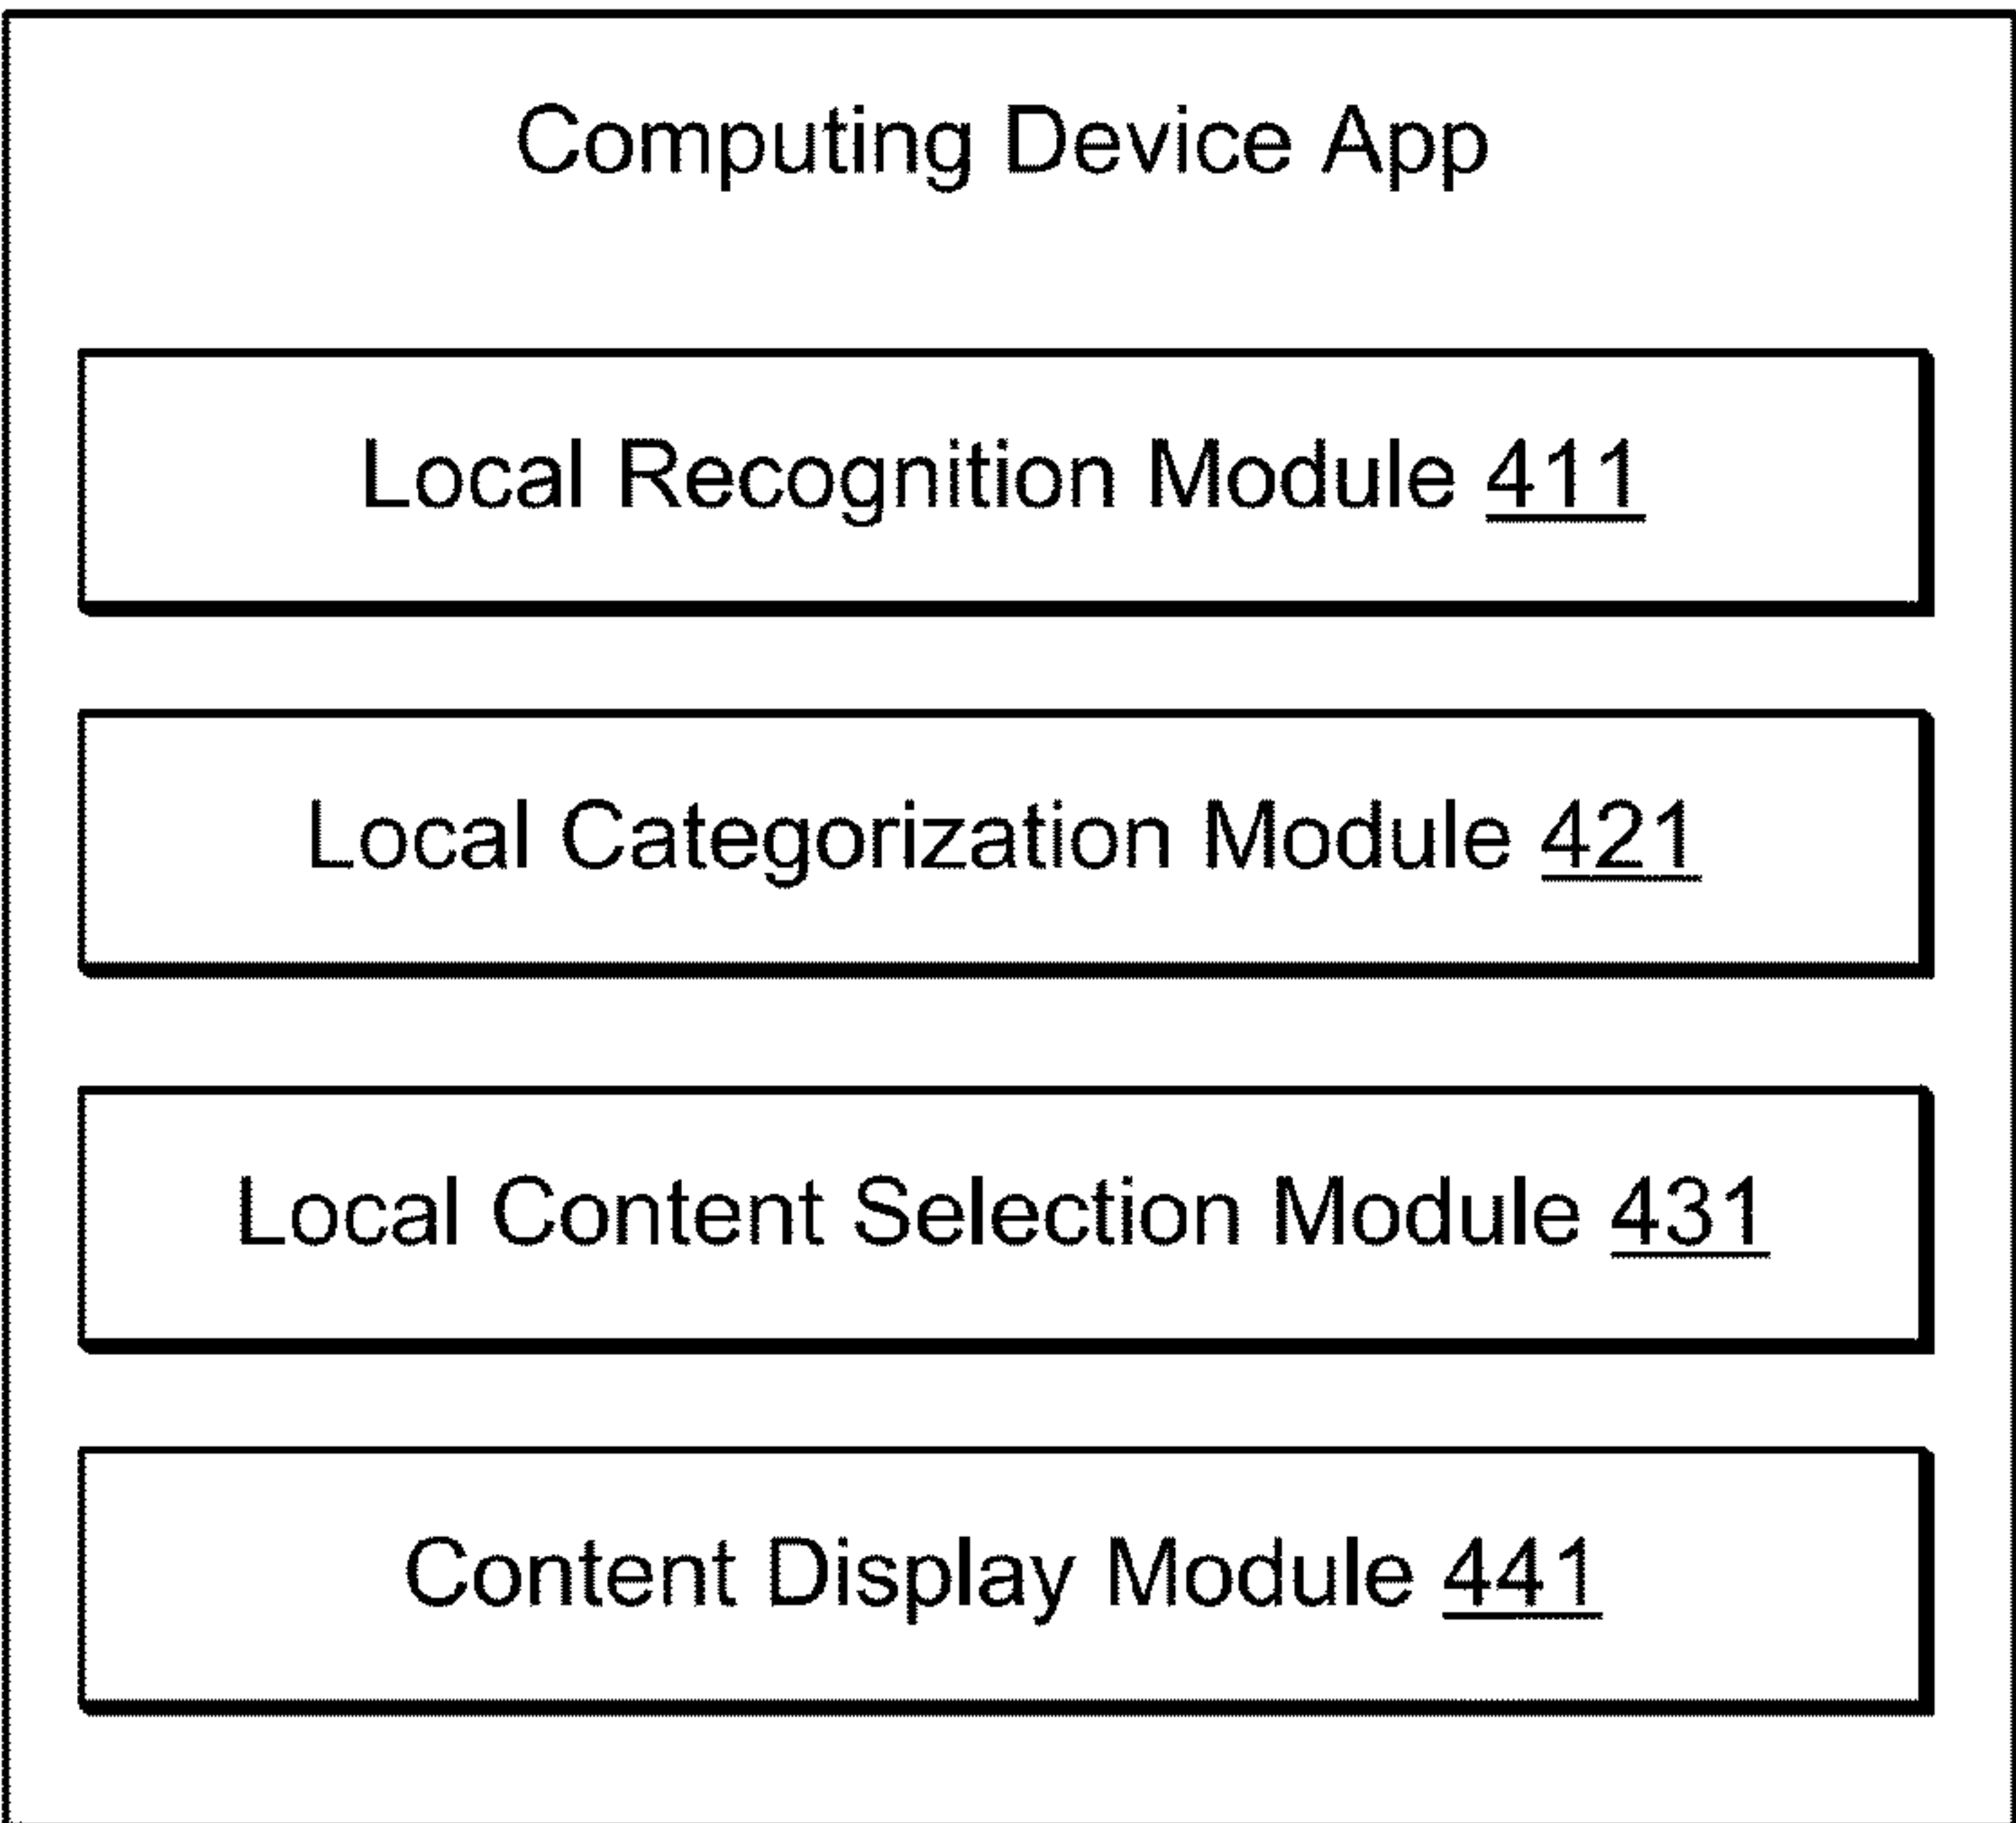 Computing Device App
Local Recognition Module 411
Local Categorization Module 421
Local Content Selection Module 431
Content Display Module 441